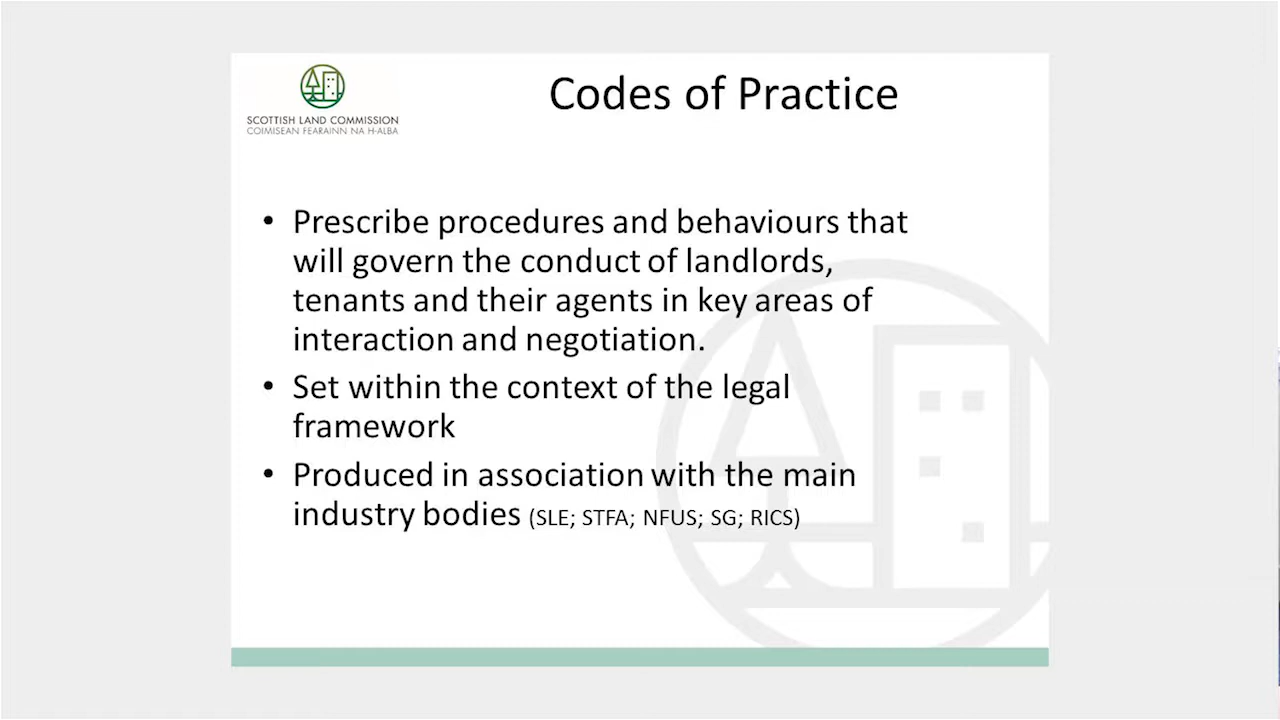 SCOTTISH LAND COMMISSION
COIMISEAN FEARAINN NA H-ALBA
Codes of Practice
• Prescribe procedures and behaviours that
will govern the conduct of landlords,
tenants and their agents in key areas of
interaction and negotiation.
• Set within the context of the legal
framework
• Produced in association with the main
industry bodies (SLE; STFA; NFUS; SG; RICS)